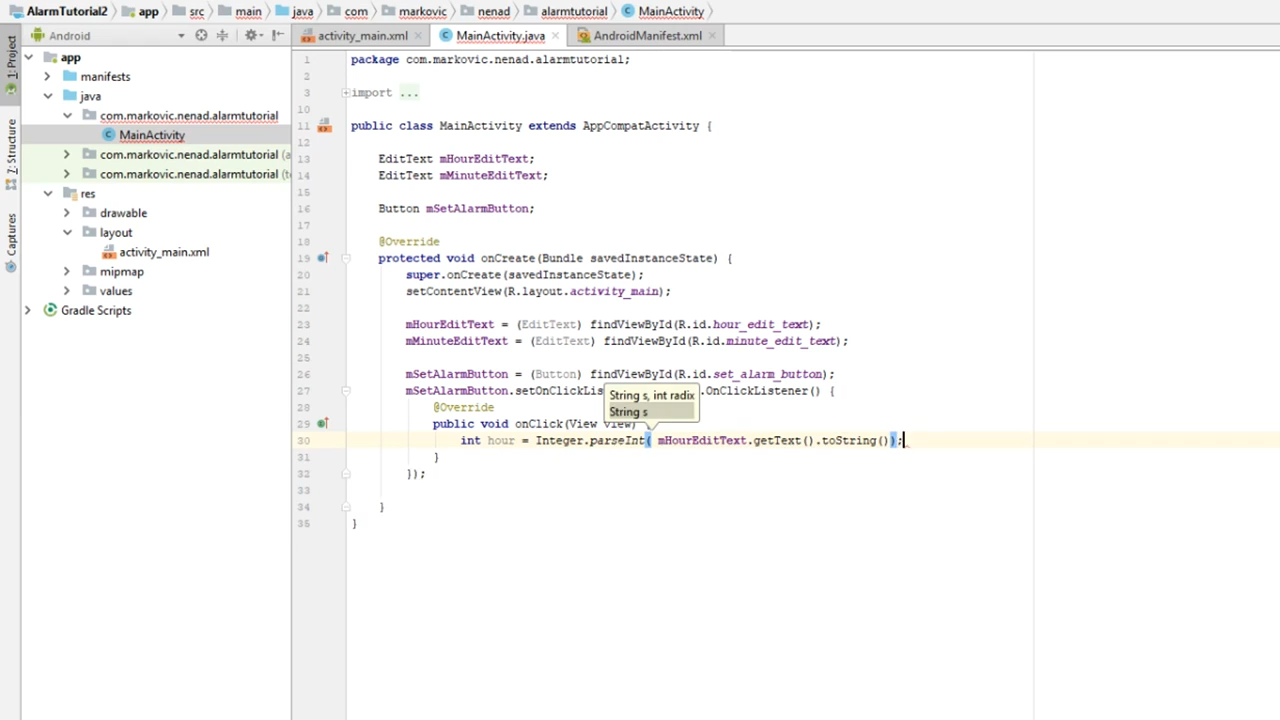 AlarmTutorial2 app src main java com markovic nenad alarmtutorial MainActivity
Android
activity_main.xml MainActivity.java AndroidManifest.xml
1: Project
Z: Structure
Captures
app
manifests
java
com.markovic.nenad.alarmtutorial
MainActivity
com.markovic.nenad.alarmtutorial (a
com.markovic.nenad.alarmtutorial (t
res
drawable
layout
activity_main.xml
mipmap
values
Gradle Scripts
1 package com.markovic.nenad.alarmtutorial;
2
3 import ...
10
11 public class MainActivity extends AppCompatActivity {
12
13 EditText mHourEditText;
14 EditText mMinuteEditText;
15
16 Button mSetAlarmButton;
17
18 @Override
19 protected void onCreate(Bundle savedInstanceState) {
20 super.onCreate(savedInstanceState);
21 setContentView(R.layout.activity_main);
22
23 mHourEditText = (EditText) findViewById(R.id.hour_edit_text);
24 mMinuteEditText = (EditText) findViewById(R.id.minute_edit_text);
25
26 mSetAlarmButton = (Button) findViewById(R.id.set_alarm_button);
27 mSetAlarmButton.setOnClickLis .OnClickListener() {
String s, int radix
String s
28 @Override
29 public void onClick(View view)
30 int hour = Integer.parseInt( mHourEditText.getText().toString());
31 }
32 });
33
34 }
35 }